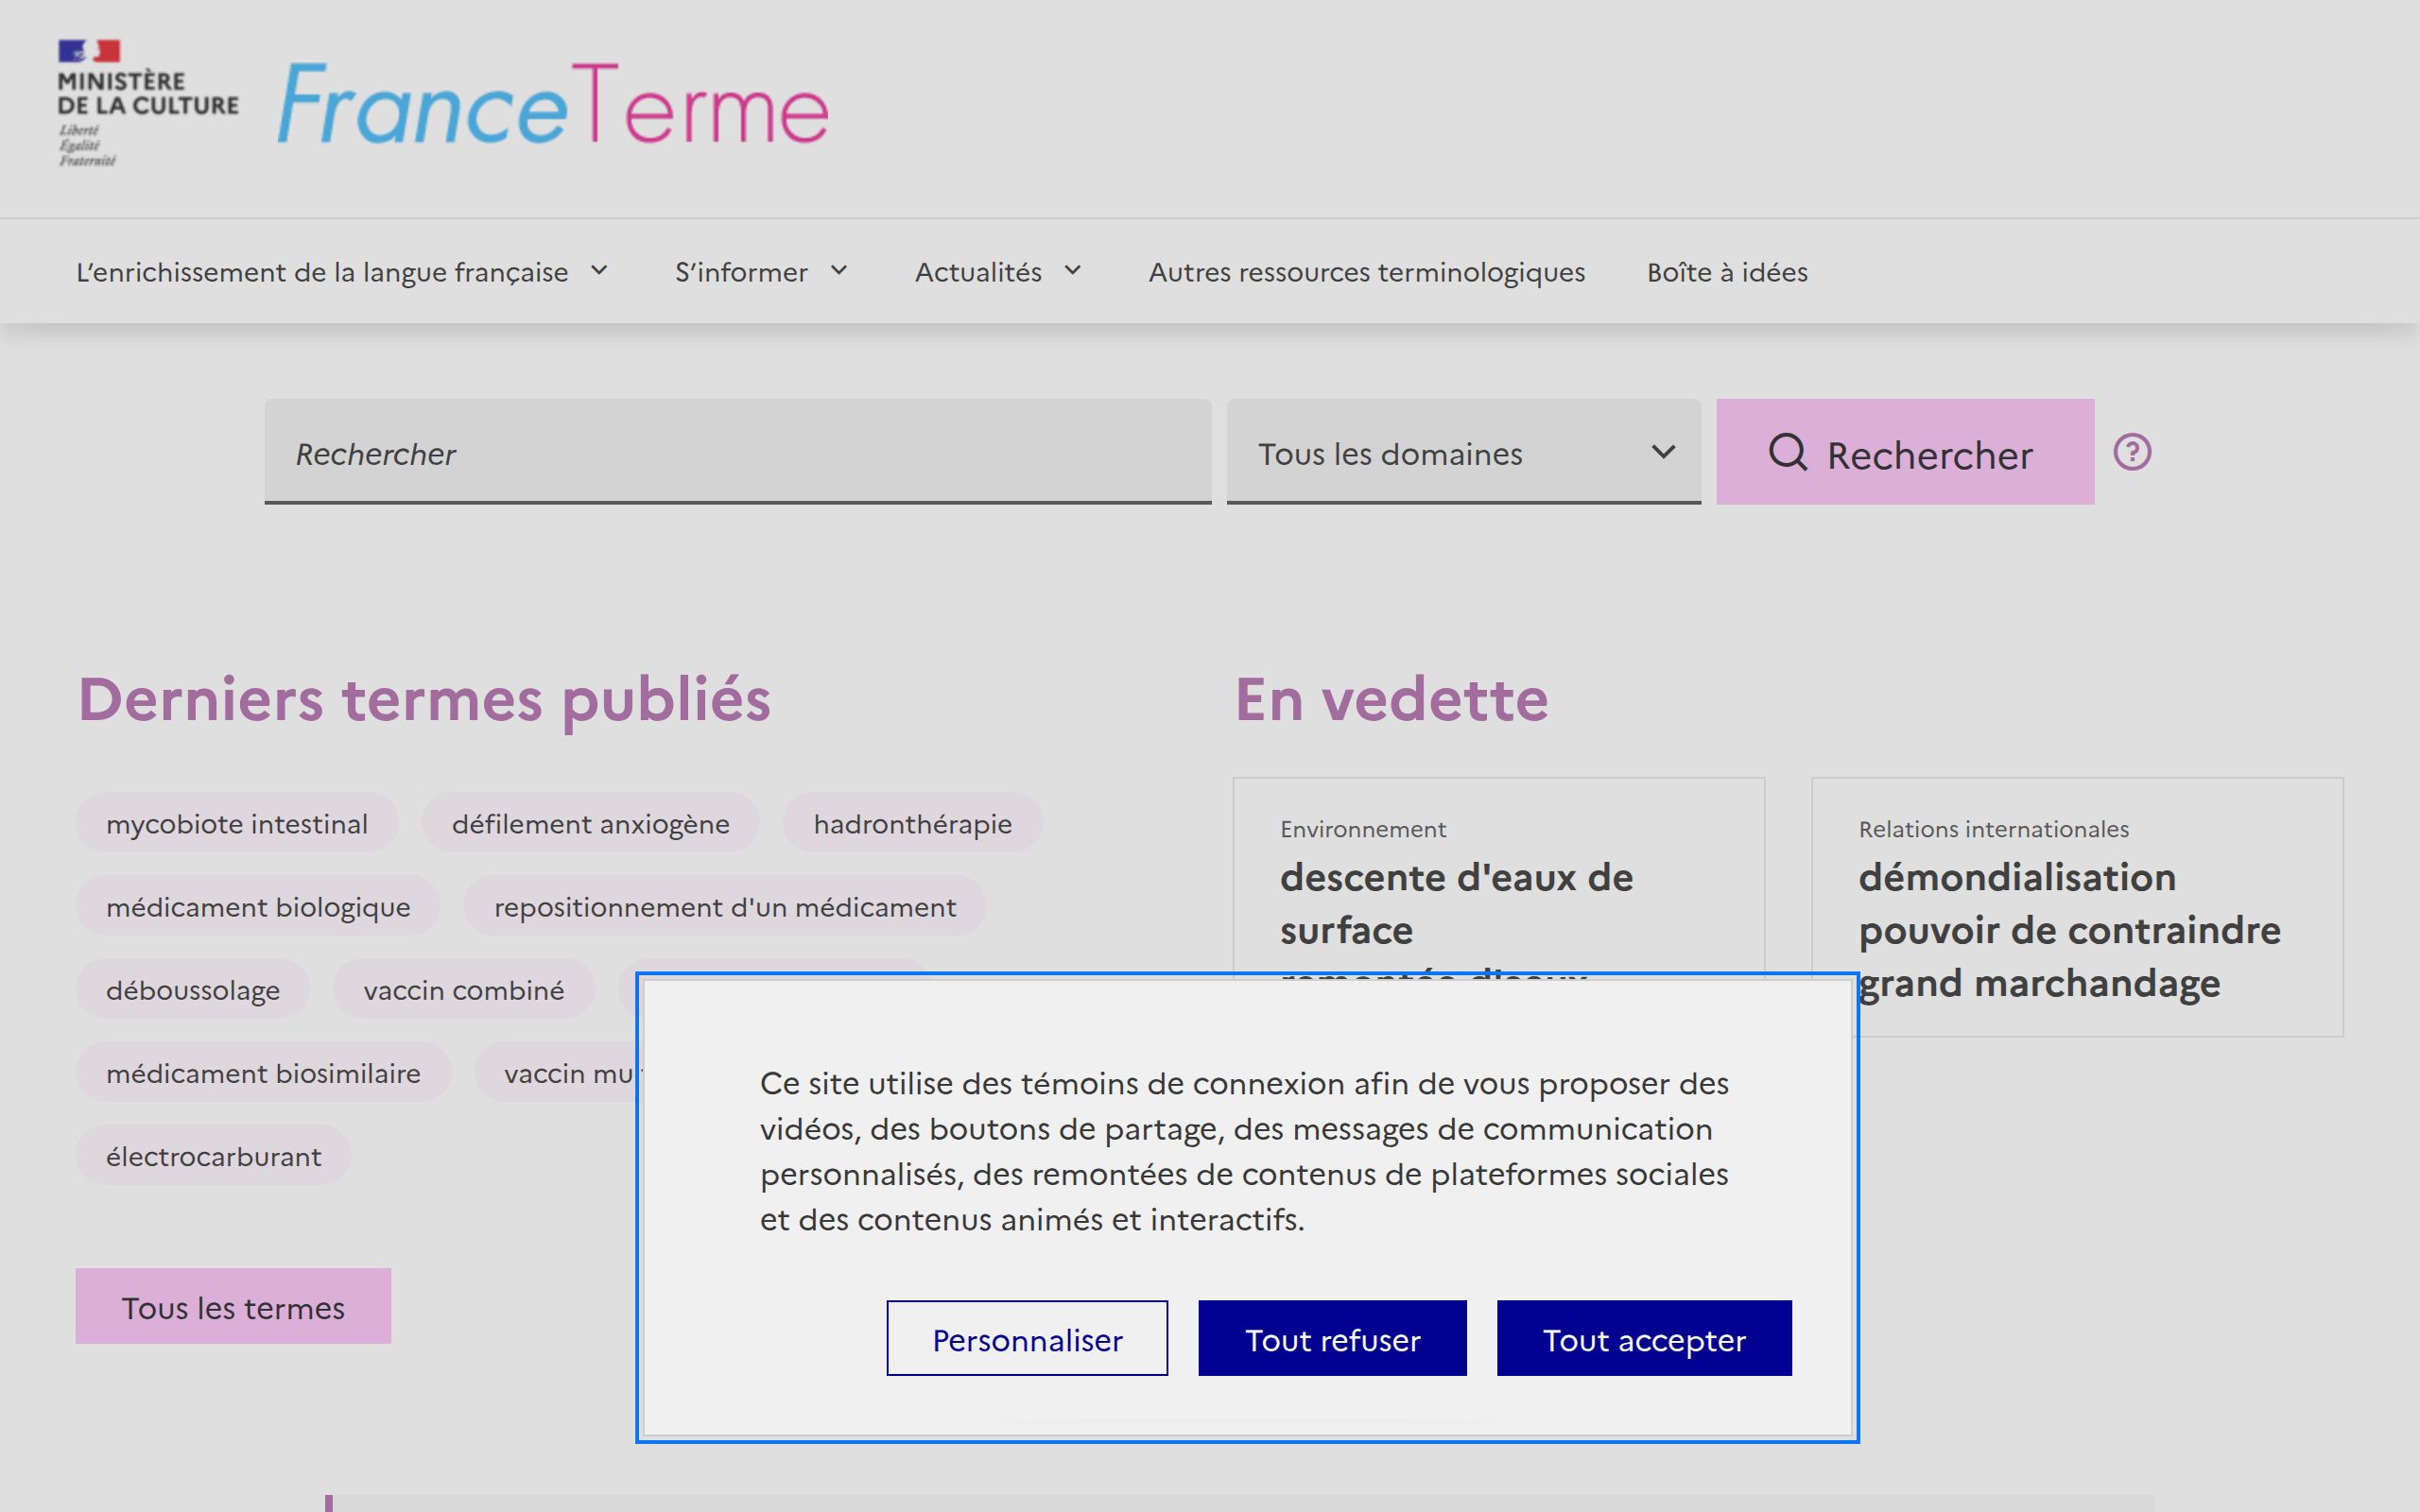 MINISTÈRE
DE LA CULTURE
Liberté
Égalité
Fraternité
FranceTerme
L'enrichissement de la langue française
S'informer
Actualités
Autres ressources terminologiques
Boîte à idées
Rechercher
Tous les domaines
Rechercher
Derniers termes publiés
mycobiote intestinal
défilement anxiogène
hadronthérapie
médicament biologique
repositionnement d'un médicament
déboussolage
vaccin combiné
médicament biosimilaire
vaccin mu
électrocarburant
Tous les termes
En vedette
Environnement
descente d'eaux de
surface
remontée d'eaux
Relations internationales
démondialisation
pouvoir de contraindre
grand marchandage
Ce site utilise des témoins de connexion afin de vous proposer des
vidéos, des boutons de partage, des messages de communication
personnalisés, des remontées de contenus de plateformes sociales
et des contenus animés et interactifs.
Personnaliser
Tout refuser
Tout accepter